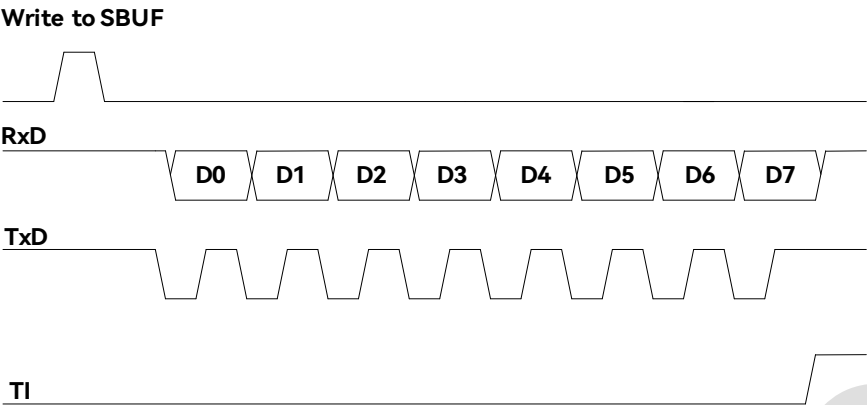 Write to SBUF
RxD
D0 D1 D2 D3 D4 D5 D6 D7
TxD
TI